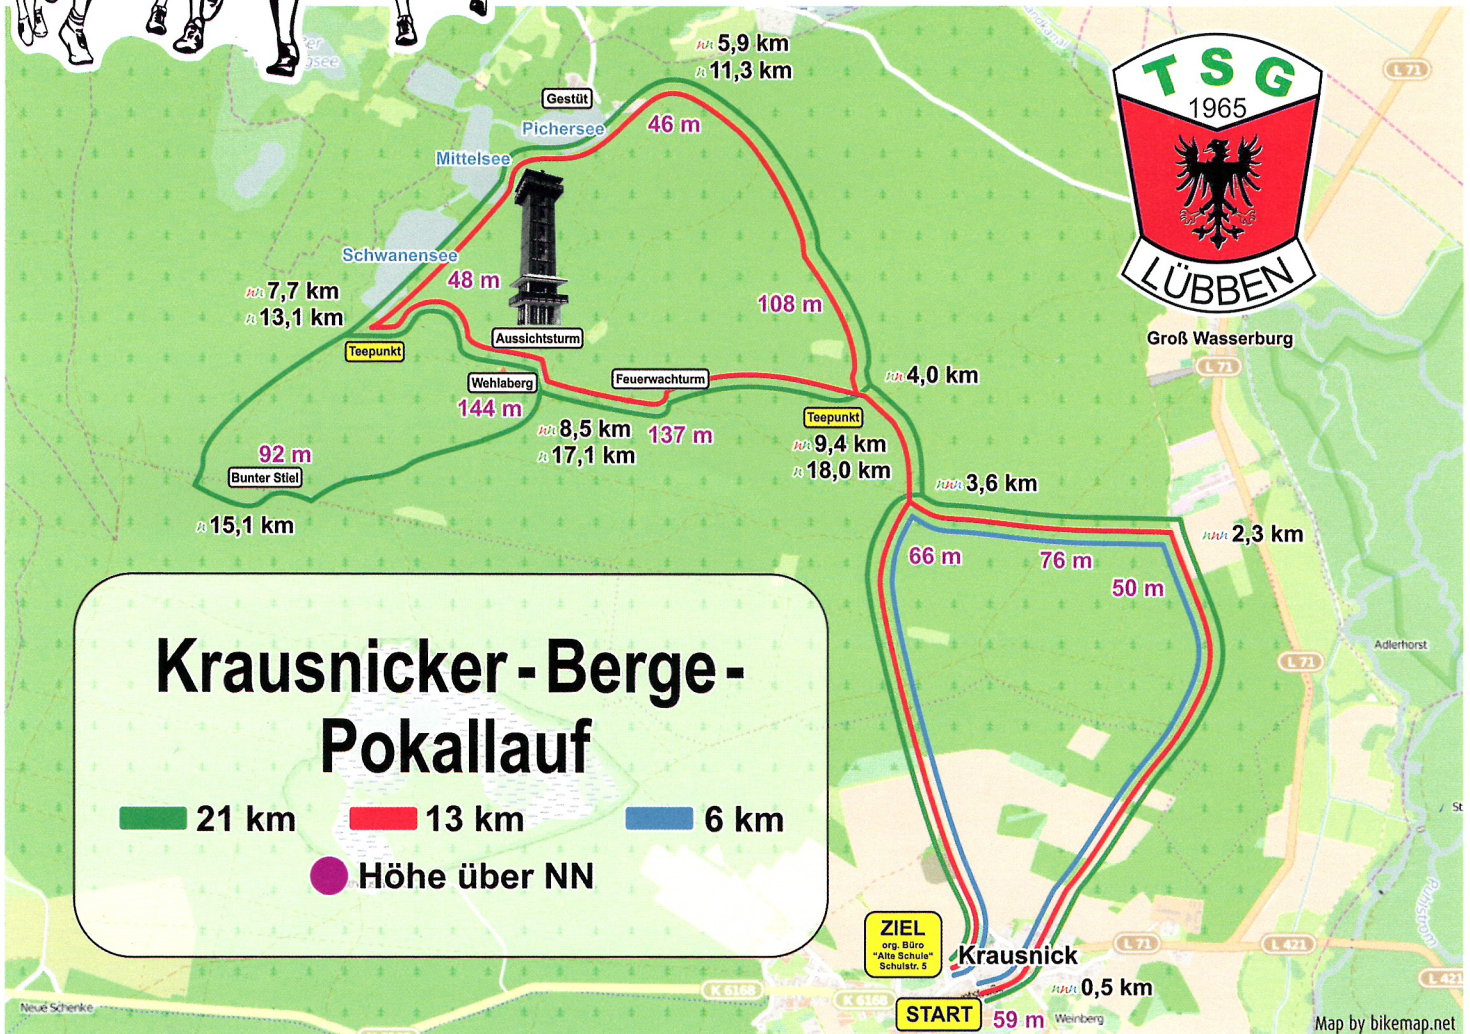 5,9 km
11,3 km
L 71
TSG
1965
LÜBBEN
Gestüt
Pichersee
46 m
Mittelsee
Schwanensee
48 m
7,7 km
13,1 km
108 m
Aussichtsturm
Groß Wasserburg
L 71
Teepunkt
Wehlaberg
Feuerwachturm
4,0 km
144 m
Teepunkt
8,5 km
17,1 km
137 m
9,4 km
18,0 km
92 m
Bunter Stiel
15,1 km
3,6 km
2,3 km
66 m
76 m
50 m
Adlerhorst
L 71
Krausnicker-Berge-
Pokallauf
21 km
13 km
6 km
Höhe über NN
ZIEL
org. Büro
"Alte Schule"
Schulstr. 5
Krausnick
L 71
L 421
L 421
0,5 km
K 6168
K 6168
START
59 m
Weinberg
Neue Schenke
Map by bikemap.net